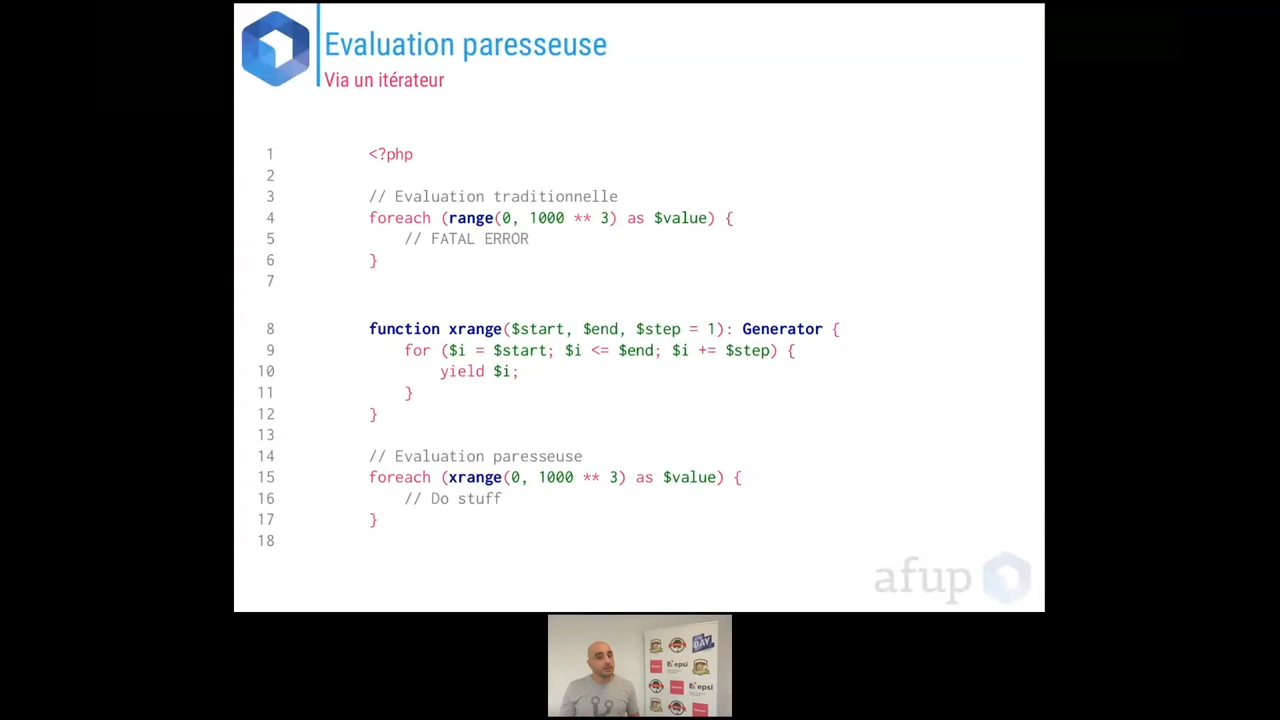 Evaluation paresseuse
Via un itérateur
1 <?php
2
3 // Evaluation traditionnelle
4 foreach (range(0, 1000 ** 3) as $value) {
5 // FATAL ERROR
6 }
7
8 function xrange($start, $end, $step = 1): Generator {
9 for ($i = $start; $i <= $end; $i += $step) {
10 yield $i;
11 }
12 }
13
14 // Evaluation paresseuse
15 foreach (xrange(0, 1000 ** 3) as $value) {
16 // Do stuff
17 }
18
afup
DAY
epsi
epsi